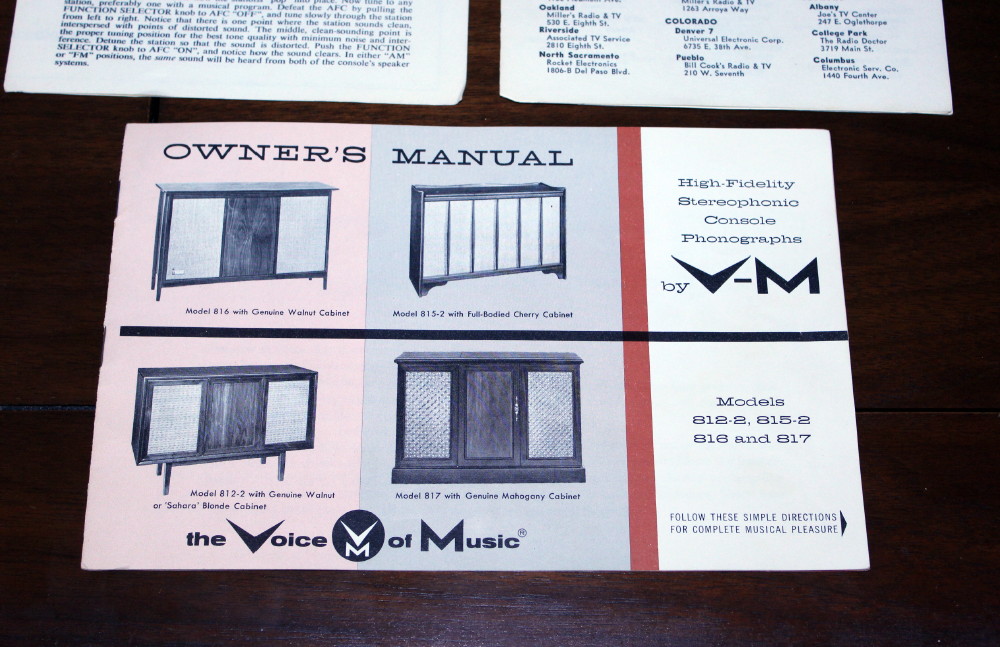 station, preferably one with a musical program. Defeat the AFC by pulling the
FUNCTION SELECTOR knob to AFC "OFF", and tune slowly through the station
from left to right. Notice that there is one point where the station sounds clean,
interspersed with points of distorted sound. The middle, clean-sounding point is
the proper tuning position for the best tone quality with minimum noise and inter-
ference. Detune the station so that the sound is distorted. Push the FUNCTION
SELECTOR knob to AFC "ON", and notice how the sound clears. In either "AM"
or "FM" positions, the same sound will be heard from both of the console's speaker
systems.
Oakland
Miller's Radio & TV
530 E. Eighth St.
Riverside
Associated TV Service
2810 Eighth St.
North Sacramento
Rocket Electronics
1806-B Del Paso Blvd.
Miller's Radio & TV
1263 Arroyo Way
COLORADO
Denver 7
Universal Electronic Corp.
6735 E. 38th Ave.
Pueblo
Bill Cook's Radio & TV
210 W. Seventh
Albany
Joe's TV Center
247 E. Oglethorpe
College Park
The Radio Doctor
3719 Main St.
Columbus
Electronic Serv. Co.
1440 Fourth Ave.
OWNER'S MANUAL
Model 816 with Genuine Walnut Cabinet
Model 815-2 with Full-Bodied Cherry Cabinet
Model 812-2 with Genuine Walnut
or 'Sahara' Blonde Cabinet
Model 817 with Genuine Mahogany Cabinet
the Voice VM of Music®
High-Fidelity
Stereophonic
Console
Phonographs
by V-M
Models
812-2, 815-2
816 and 817
FOLLOW THESE SIMPLE DIRECTIONS
FOR COMPLETE MUSICAL PLEASURE